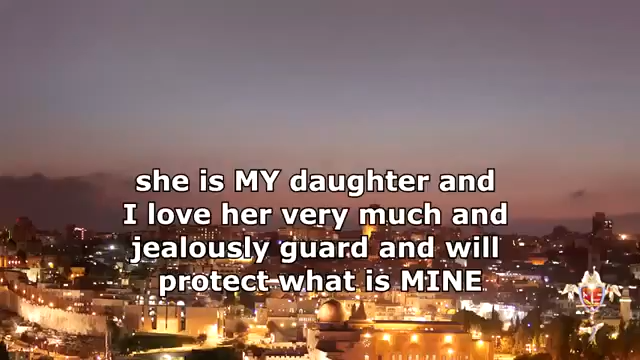 she is MY daughter and
I love her very much and
jealously guard and will
protect what is MINE